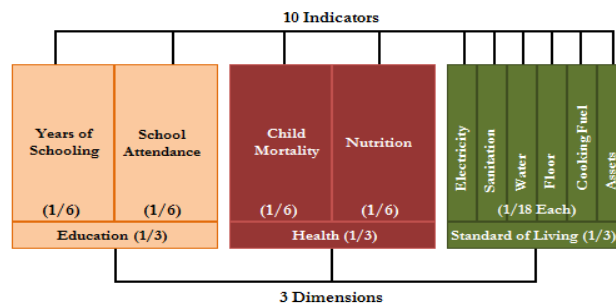 10 Indicators
Years of
Schooling
(1/6)
School
Attendance
(1/6)
Education (1/3)
Child
Mortality
(1/6)
Nutrition
(1/6)
Health (1/3)
Electricity
Sanitation
Water
Floor
Cooking Fuel
Assets
(1/18 Each)
Standard of Living (1/3)
3 Dimensions